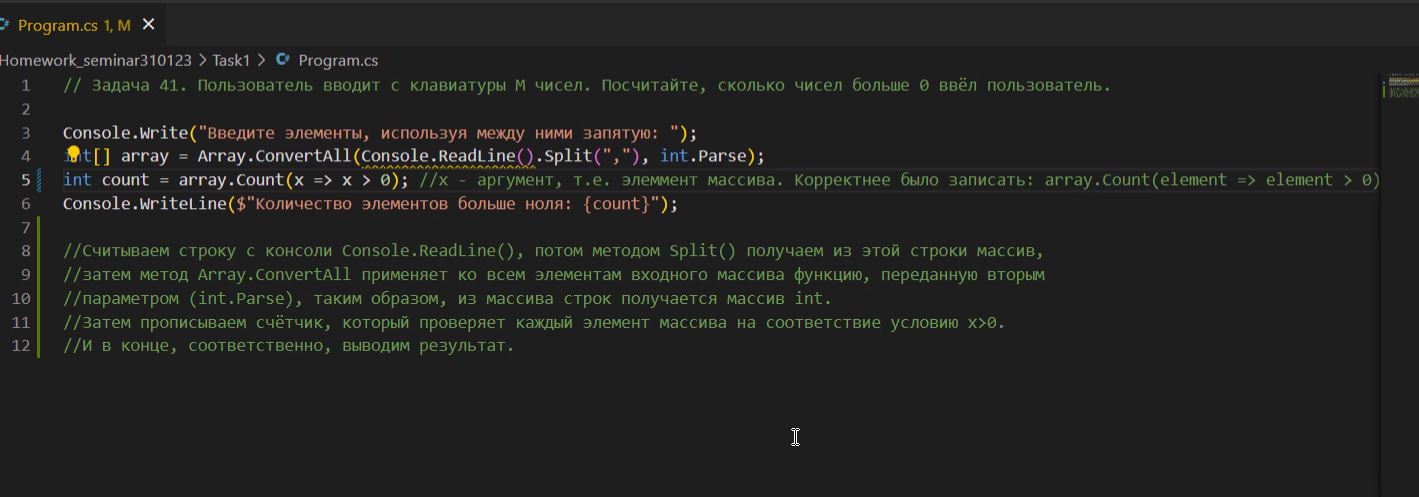 Program.cs 1, M
Homework_seminar310123 > Task1 > Program.cs
1 // Задача 41. Пользователь вводит с клавиатуры M чисел. Посчитайте, сколько чисел больше 0 ввёл пользователь.
2
3 Console.Write("Введите элементы, используя между ними запятую: ");
4 int[] array = Array.ConvertAll(Console.ReadLine().Split(","), int.Parse);
5 int count = array.Count(x => x > 0); //x - аргумент, т.е. элеммент массива. Корректнее было записать: array.Count(element => element > 0)
6 Console.WriteLine($"Количество элементов больше ноля: {count}");
7
8 //Считываем строку с консоли Console.ReadLine(), потом методом Split() получаем из этой строки массив,
9 //затем метод Array.ConvertAll применяет ко всем элементам входного массива функцию, переданную вторым
10 //параметром (int.Parse), таким образом, из массива строк получается массив int.
11 //Затем прописываем счётчик, который проверяет каждый элемент массива на соответствие условию x>0.
12 //И в конце, соответственно, выводим результат.